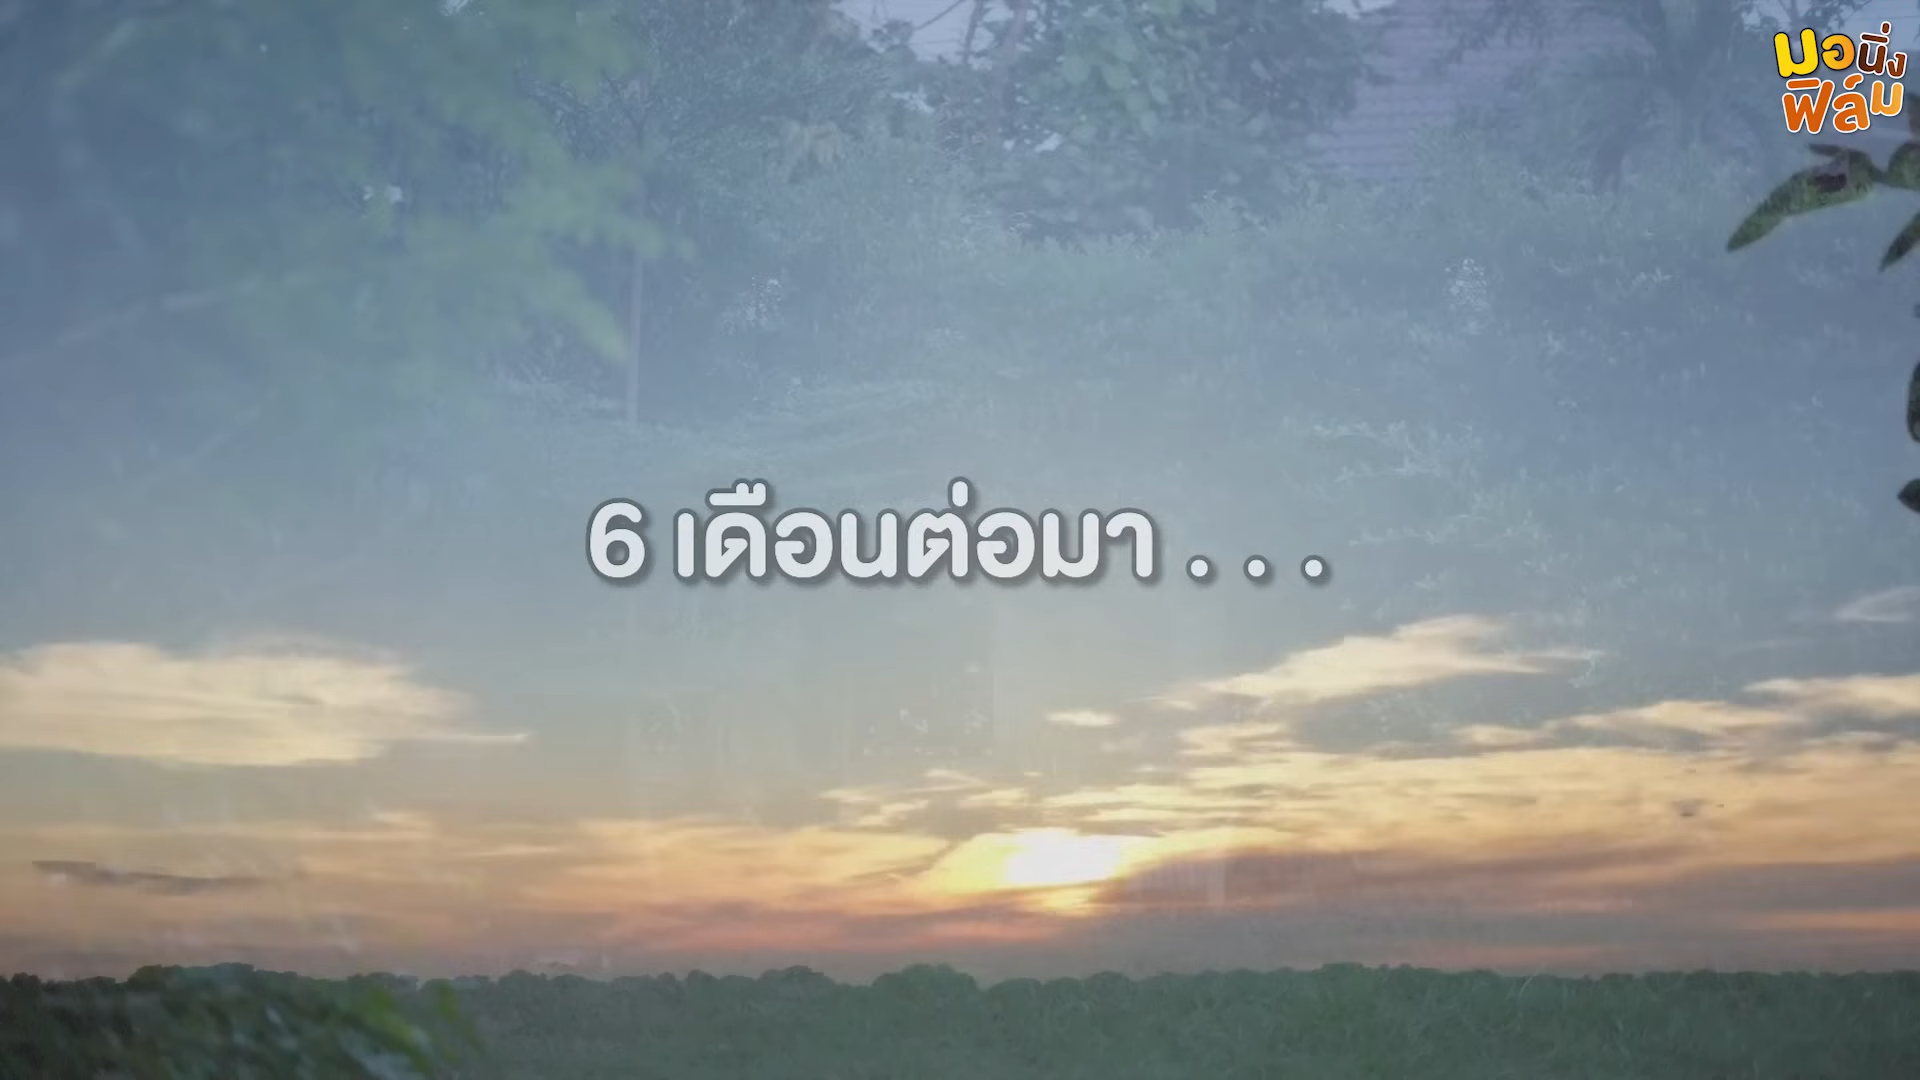 มอนิ่ง
ฟิล์ม
6 เดือนต่อมา . . .